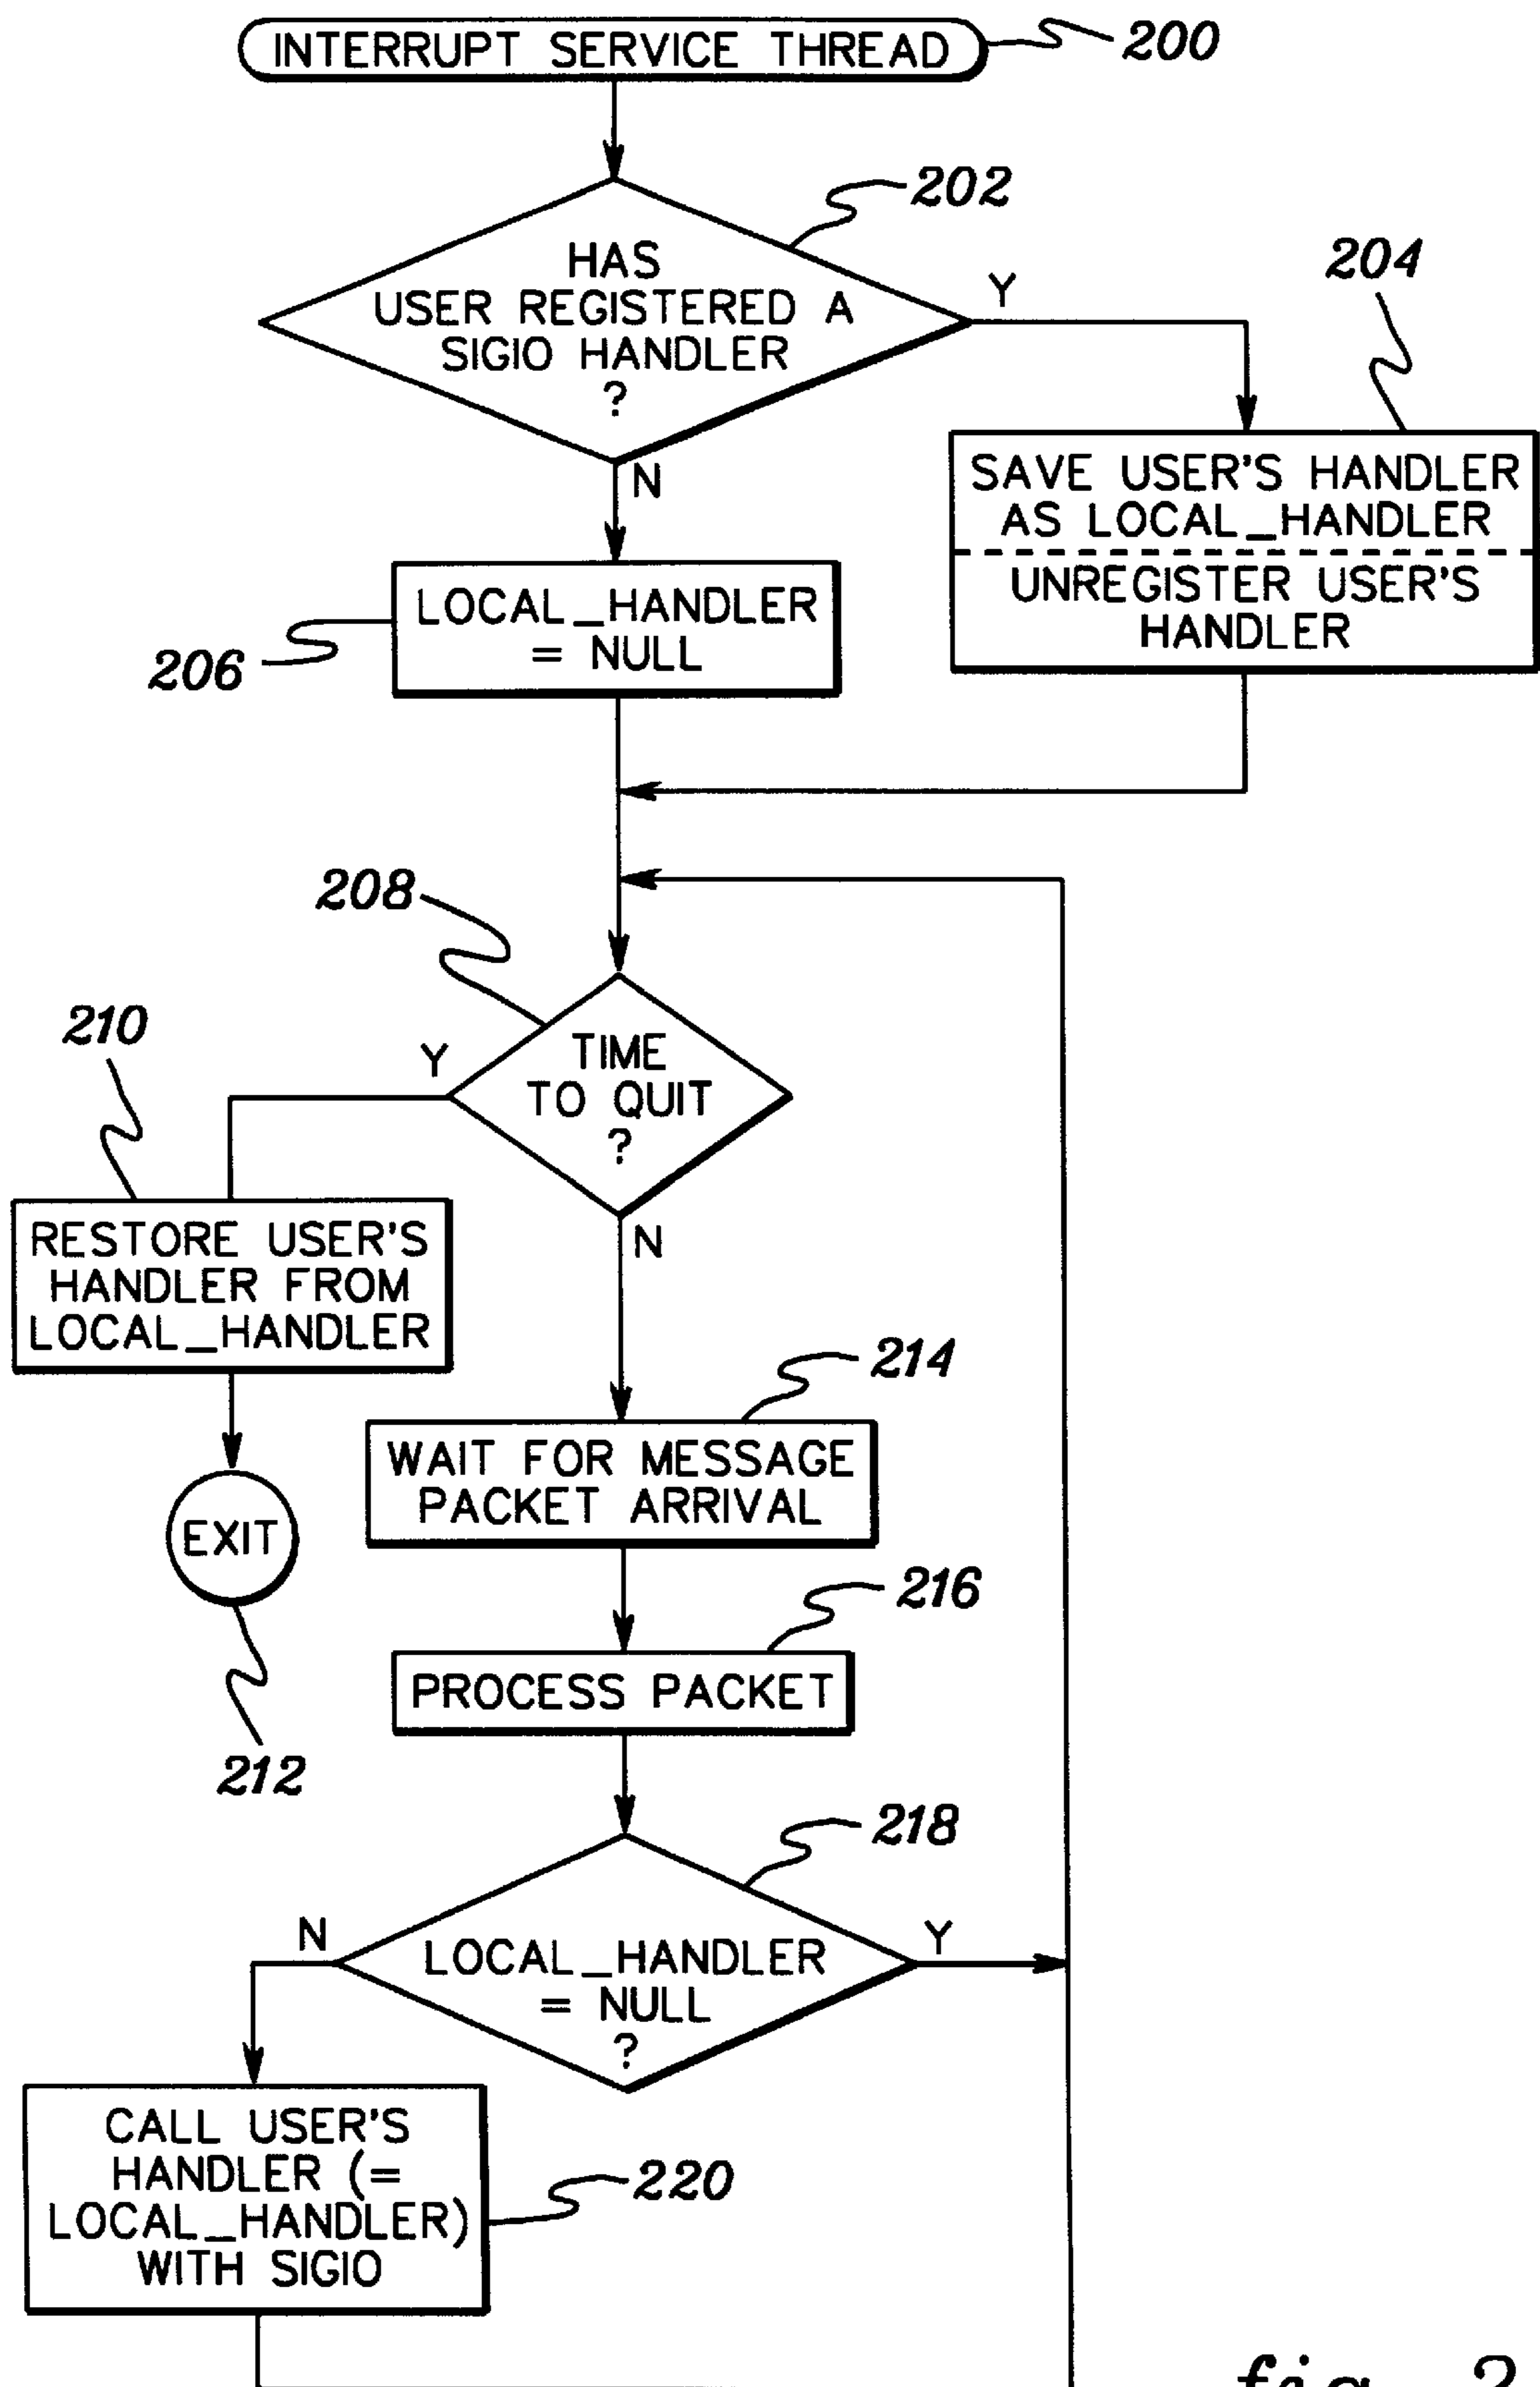 INTERRUPT SERVICE THREAD
200
202
HAS
USER REGISTERED A
SIGIO HANDLER
?
Y
204
N
SAVE USER'S HANDLER
AS LOCAL_HANDLER
UNREGISTER USER'S
HANDLER
LOCAL_HANDLER
= NULL
206
208
210
Y
TIME
TO QUIT
?
N
RESTORE USER'S
HANDLER FROM
LOCAL_HANDLER
214
WAIT FOR MESSAGE
PACKET ARRIVAL
EXIT
212
216
PROCESS PACKET
218
N
LOCAL_HANDLER
= NULL
?
Y
CALL USER'S
HANDLER (=
LOCAL_HANDLER)
WITH SIGIO
220
fig. 2